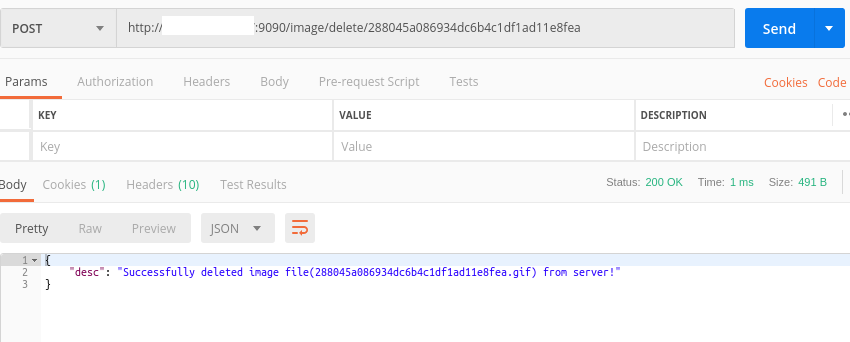 POST http:// :9090/image/delete/288045a086934dc6b4c1df1ad11e8fea Send
Params Authorization Headers Body Pre-request Script Tests Cookies Code
KEY VALUE DESCRIPTION
Key Value Description
Body Cookies (1) Headers (10) Test Results Status: 200 OK Time: 1 ms Size: 491 B
Pretty Raw Preview JSON
1 {
2 "desc": "Successfully deleted image file(288045a086934dc6b4c1df1ad11e8fea.gif) from server!"
3 }